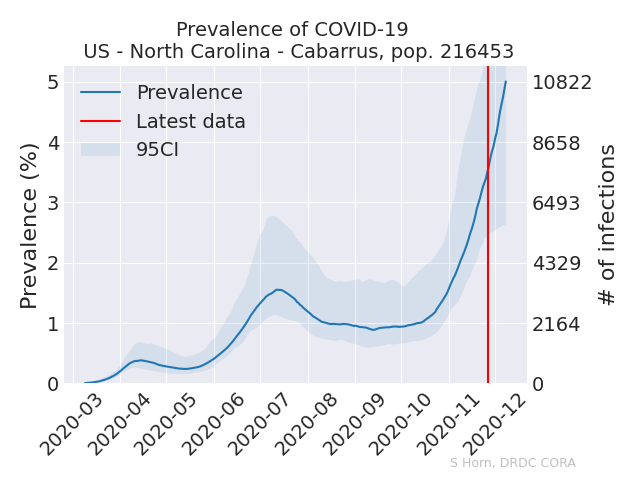 Prevalence of COVID-19
US - North Carolina - Cabarrus, pop. 216453
Prevalence (%)
5
4
3
2
1
0
Prevalence
Latest data
95CI
10822
8658
6493
4329
2164
0
# of infections
2020-03
2020-04
2020-05
2020-06
2020-07
2020-08
2020-09
2020-10
2020-11
2020-12
S Horn, DRDC CORA